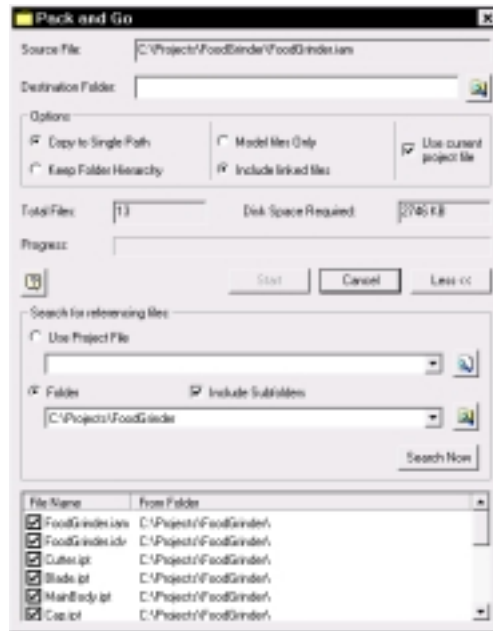 Pack and Go
Source File: C:\Projects\FoodGrinder\FoodGrinder.iam
Destination Folder:
Options
Copy to Single Path
Model files Only
Use current project file
Keep Folder Hierarchy
Include linked files
Total Files: 13 Disk Space Required: 2746 KB
Progress:
Start Cancel Less <<
Search for referencing files:
Use Project File
Folder Include Subfolders
C:\Projects\FoodGrinder
Search Now
File Name From Folder
FoodGrinder.iam C:\Projects\FoodGrinder\
FoodGrinder.idv C:\Projects\FoodGrinder\
Cutter.ipt C:\Projects\FoodGrinder\
Blade.ipt C:\Projects\FoodGrinder\
MainBody.ipt C:\Projects\FoodGrinder\
Cap.ipt C:\Projects\FoodGrinder\